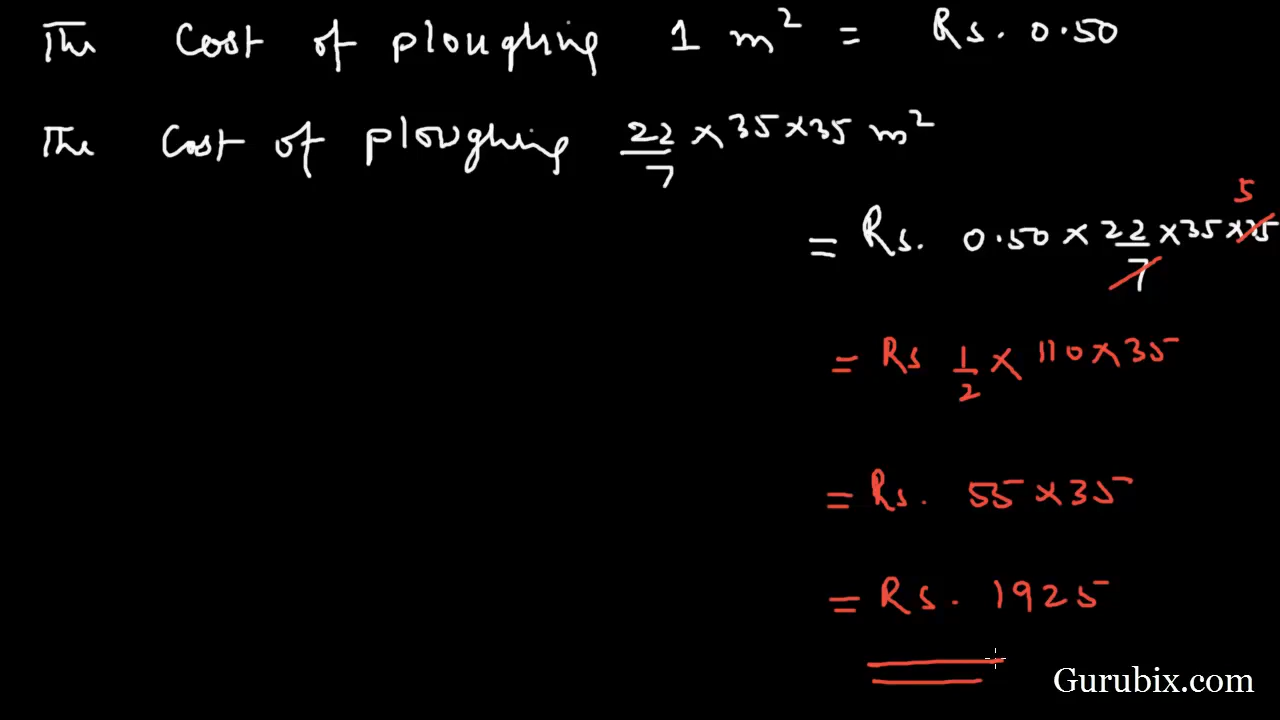 The cost of ploughing 1 m² = Rs. 0.50
The cost of ploughing 22/7 × 35 × 35 m²
5
= Rs. 0.50 × 22/7 × 35 × 35
= Rs 1/2 × 110 × 35
= Rs. 55 × 35
= Rs. 1925
Gurubix.com